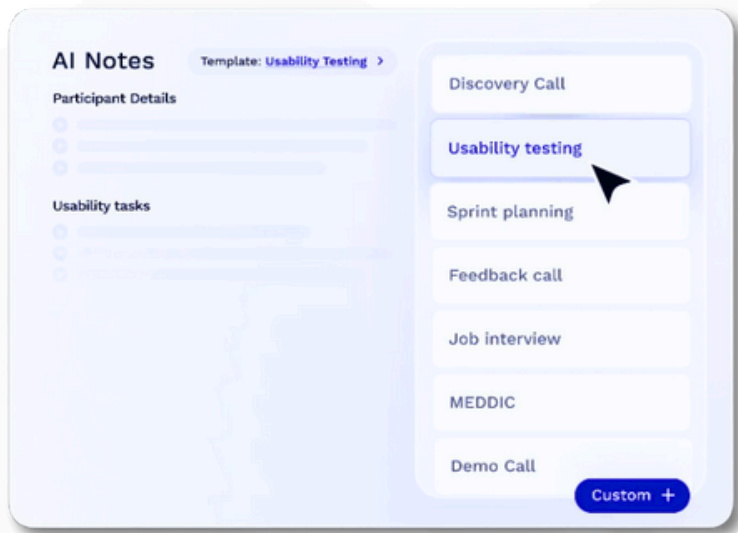 AI Notes
Template: Usability Testing >
Participant Details
Usability tasks
Discovery Call
Usability testing
Sprint planning
Feedback call
Job interview
MEDDIC
Demo Call
Custom +